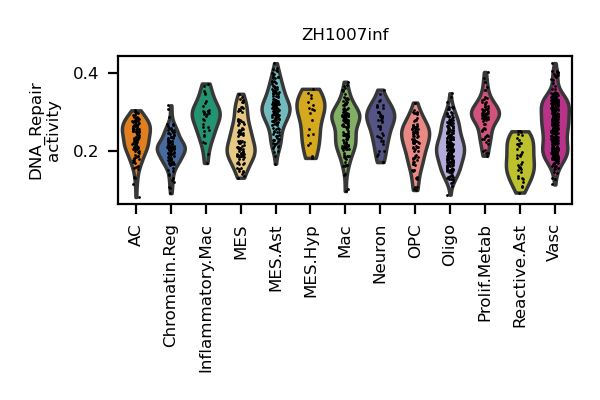 ZH1007inf
DNA_Repair
activity
0.4
0.2
AC
Chromatin.Reg
Inflammatory.Mac
MES
MES.Ast
MES.Hyp
Mac
Neuron
OPC
Oligo
Prolif.Metab
Reactive.Ast
Vasc